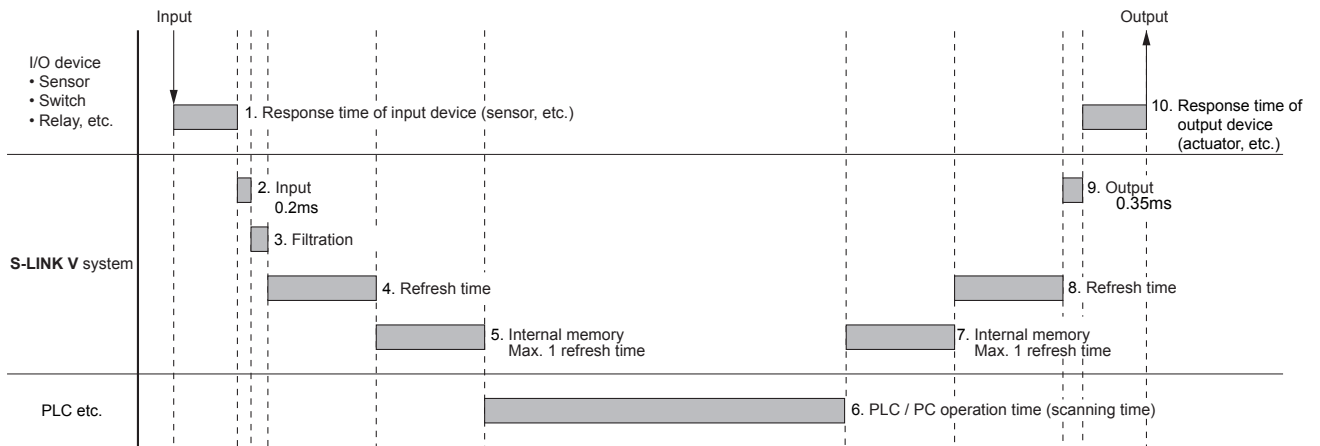 Input
Output
I/O device
• Sensor
• Switch
• Relay, etc.
1. Response time of input device (sensor, etc.)
10. Response time of
output device
(actuator, etc.)
2. Input
0.2ms
9. Output
0.35ms
3. Filtration
S-LINK V system
4. Refresh time
8. Refresh time
5. Internal memory
Max. 1 refresh time
7. Internal memory
Max. 1 refresh time
PLC etc.
6. PLC / PC operation time (scanning time)